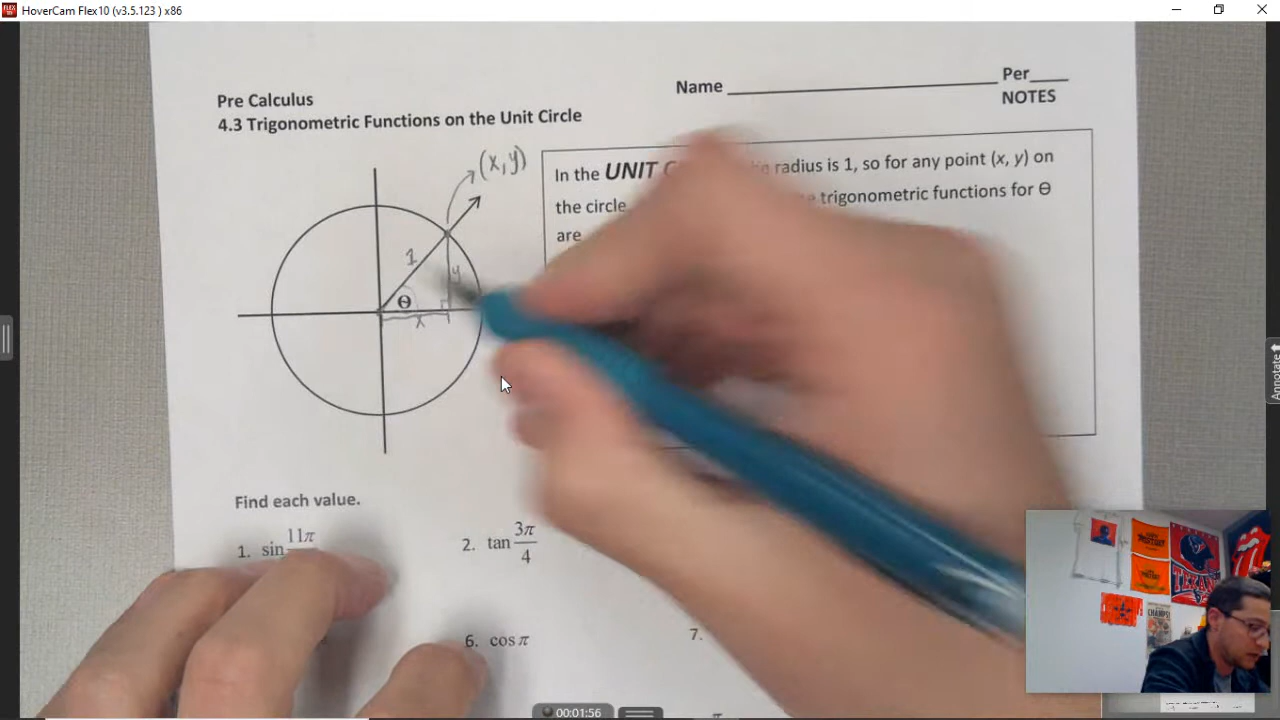 HoverCam Flex10 (v3.5.123 ) x86
Name Per
NOTES
Pre Calculus
4.3 Trigonometric Functions on the Unit Circle
(x,y)
In the UNIT radius is 1, so for any point (x, y) on
the circle trigonometric functions for Θ
are
1
y
Θ
x
Annotate
Find each value.
1. sin 11π
2. tan 3π/4
6. cos π
7.
π
TEXANS
00:01:56